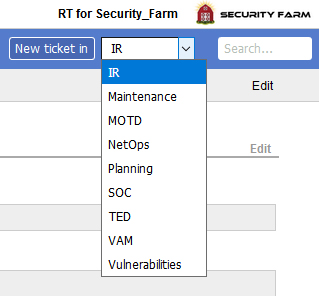 RT for Security_Farm SECURITY FARM
New ticket in IR Search...
IR
Edit
Maintenance
MOTD
NetOps
Edit
Planning
SOC
TED
VAM
Vulnerabilities